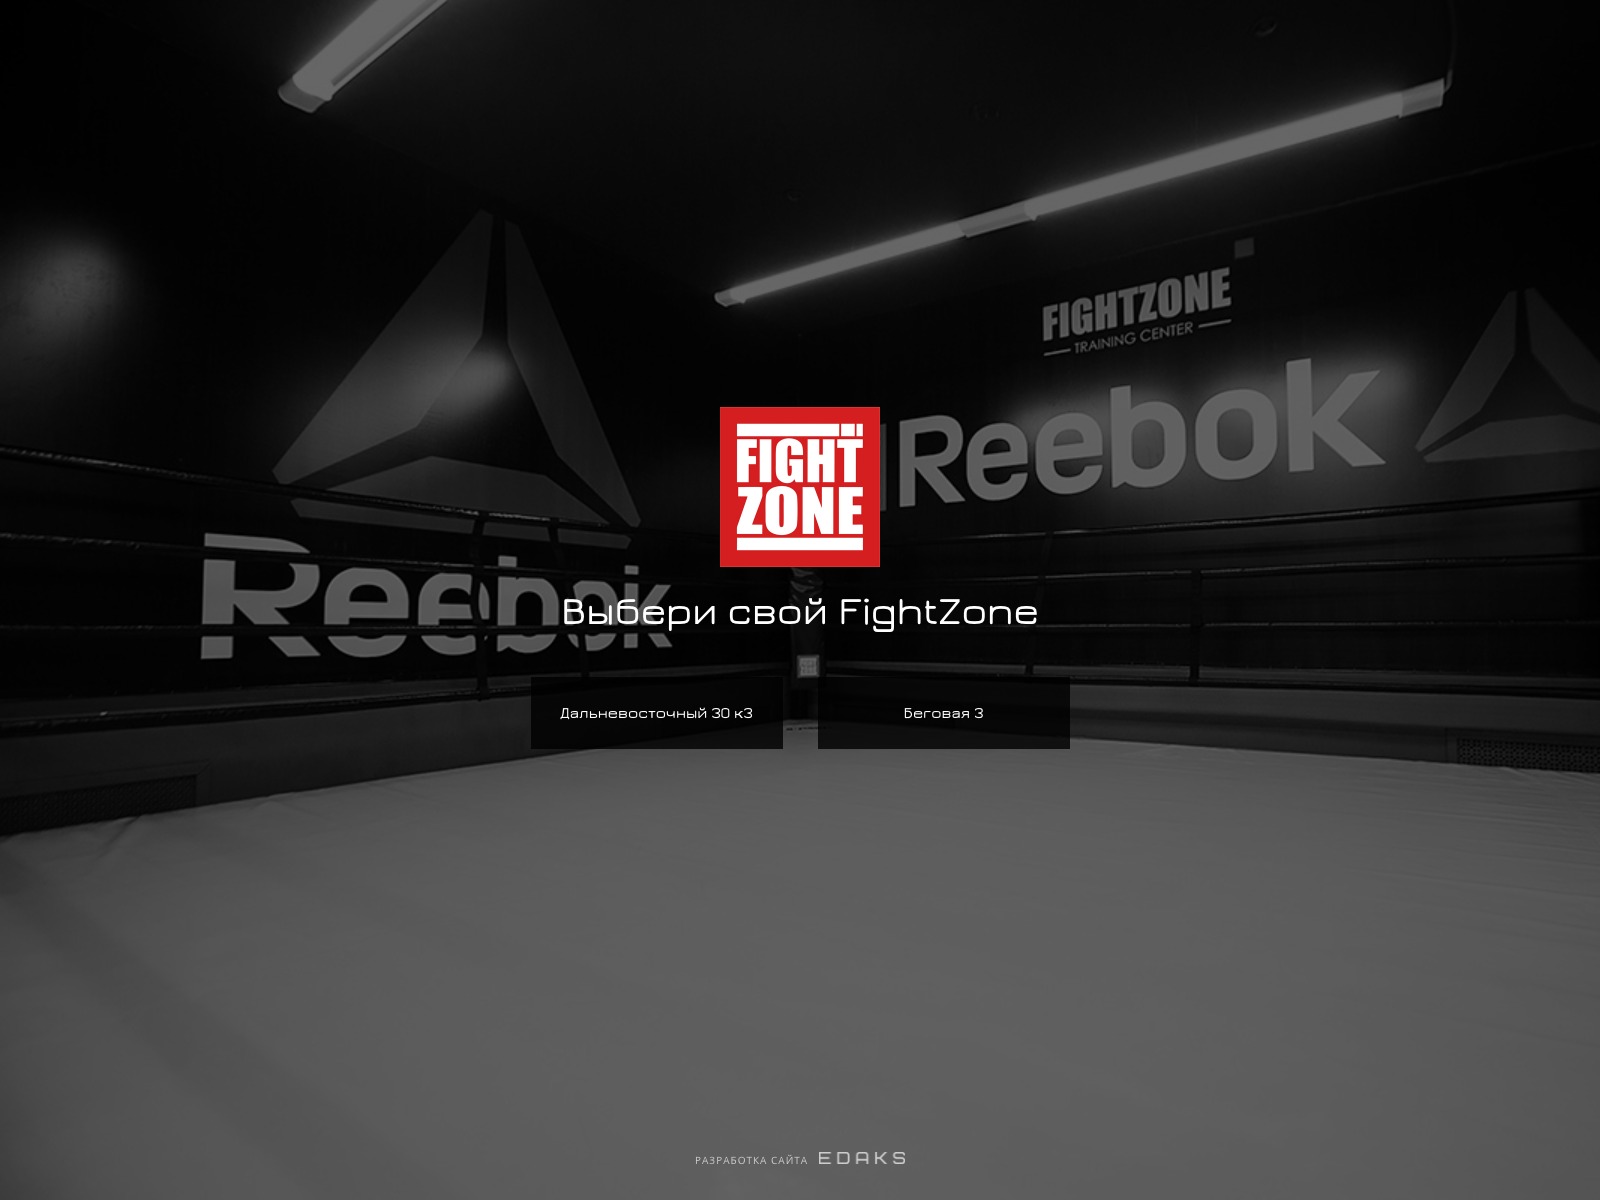 FIGHTZONE
TRAINING CENTER
Reebok
Reebok
FIGHT
ZONE
Выбери свой FightZone
Дальневосточный 30 к3
Беговая 3
РАЗРАБОТКА САЙТА EDAKS